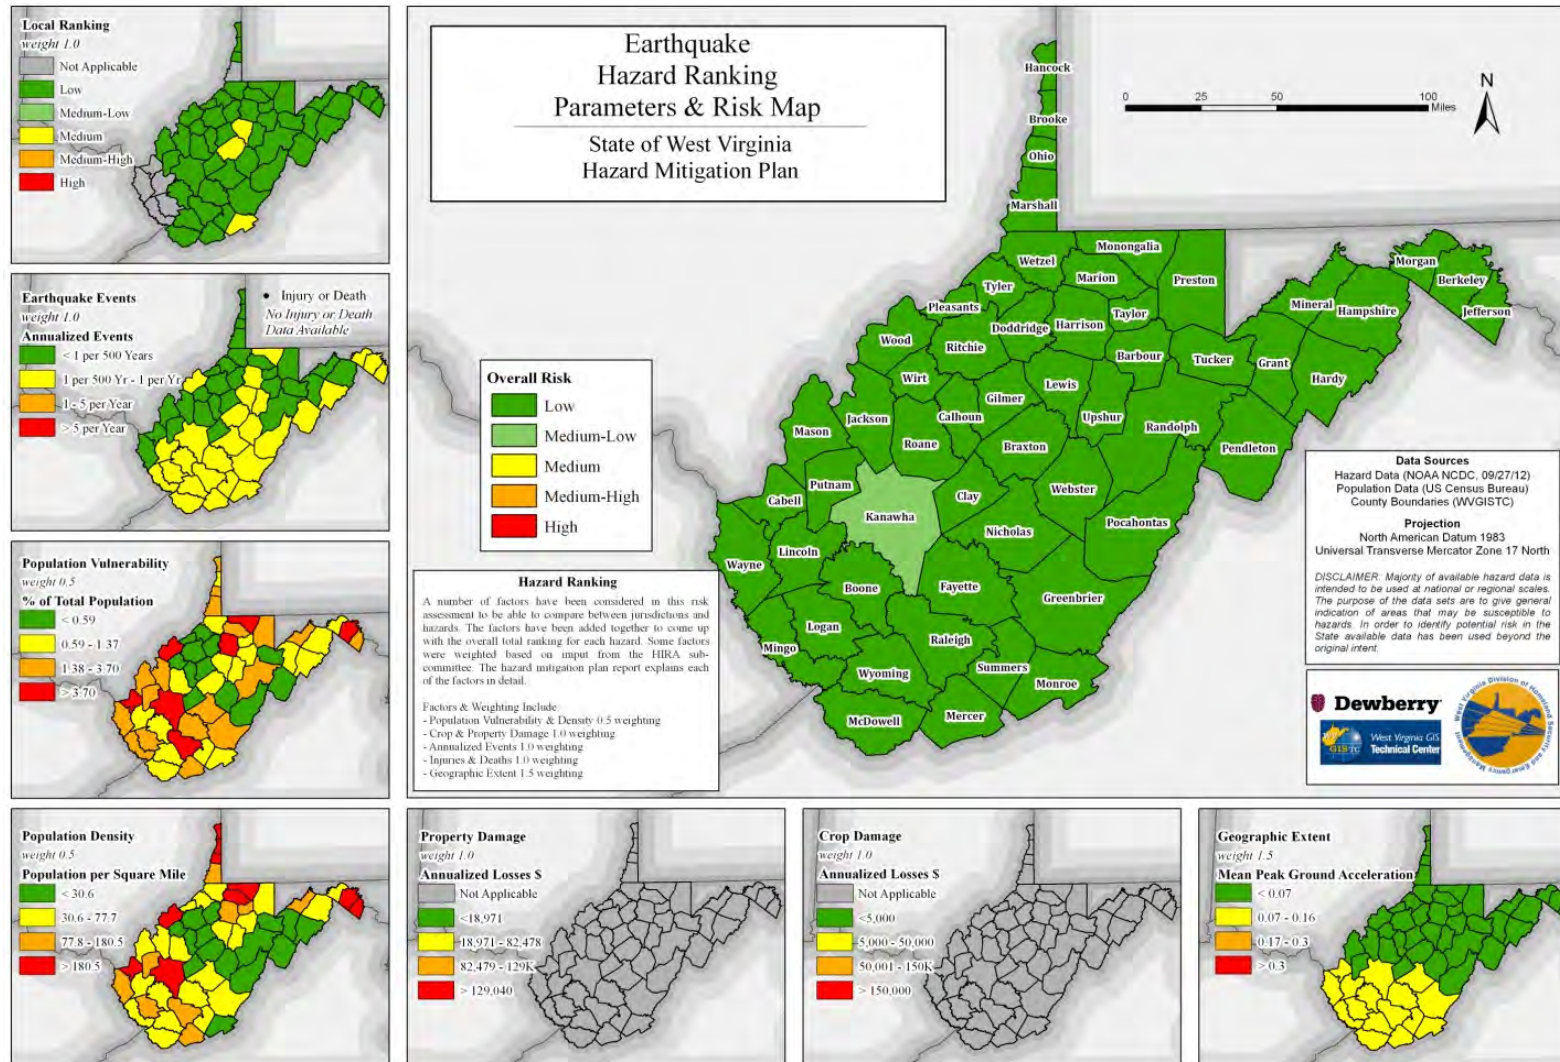 Local Ranking
weight 1.0
Not Applicable
Low
Medium-Low
Medium
Medium-High
High
Earthquake Events
weight 1.0
Annualized Events
< 1 per 500 Years
1 per 500 Yr - 1 per Yr
1 - 5 per Year
> 5 per Year
• Injury or Death
No Injury or Death
Data Available
Population Vulnerability
weight 0.5
% of Total Population
< 0.59
0.59 - 1.37
1.38 - 3.70
> 3.70
Population Density
weight 0.5
Population per Square Mile
< 30.6
30.6 - 77.7
77.8 - 180.5
> 180.5
Earthquake
Hazard Ranking
Parameters & Risk Map
State of West Virginia
Hazard Mitigation Plan
0 25 50 100
Miles
N
Hancock
Brooke
Ohio
Marshall
Wetzel
Monongalia
Marion
Preston
Morgan
Berkeley
Jefferson
Mineral
Hampshire
Tyler
Pleasants
Doddridge
Harrison
Taylor
Wood
Ritchie
Barbour
Tucker
Grant
Hardy
Wirt
Lewis
Gilmer
Upshur
Randolph
Pendleton
Jackson
Calhoun
Mason
Roane
Braxton
Putnam
Cabell
Clay
Webster
Kanawha
Nicholas
Pocahontas
Lincoln
Wayne
Boone
Fayette
Greenbrier
Logan
Raleigh
Mingo
Wyoming
Summers
Monroe
McDowell
Mercer
Overall Risk
Low
Medium-Low
Medium
Medium-High
High
Hazard Ranking
A number of factors have been considered in this risk
assessment to be able to compare between jurisdictions and
hazards. The factors have been added together to come up
with the overall total ranking for each hazard. Some factors
were weighted based on imput from the HIRA sub-
committee. The hazard mitigation plan report explains each
of the factors in detail.
Factors & Weighting Include
- Population Vulnerability & Density 0.5 weighting
- Crop & Property Damage 1.0 weighting
- Annualized Events 1.0 weighting
- Injuries & Deaths 1.0 weighting
- Geographic Extent 1.5 weighting
Data Sources
Hazard Data (NOAA NCDC, 09/27/12)
Population Data (US Census Bureau)
County Boundaries (WVGISTC)
Projection
North American Datum 1983
Universal Transverse Mercator Zone 17 North
DISCLAIMER: Majority of available hazard data is
intended to be used at national or regional scales.
The purpose of the data sets are to give general
indication of areas that may be susceptible to
hazards. In order to identify potential risk in the
State available data has been used beyond the
original intent.
Dewberry
West Virginia GIS
Technical Center
West Virginia Division of Homeland Security and Emergency Management
Property Damage
weight 1.0
Annualized Losses $
Not Applicable
<18,971
18,971 - 82,478
82,479 - 129K
> 129,040
Crop Damage
weight 1.0
Annualized Losses $
Not Applicable
<5,000
5,000 - 50,000
50,001 - 150K
> 150,000
Geographic Extent
weight 1.5
Mean Peak Ground Acceleration
< 0.07
0.07 - 0.16
0.17 - 0.3
> 0.3